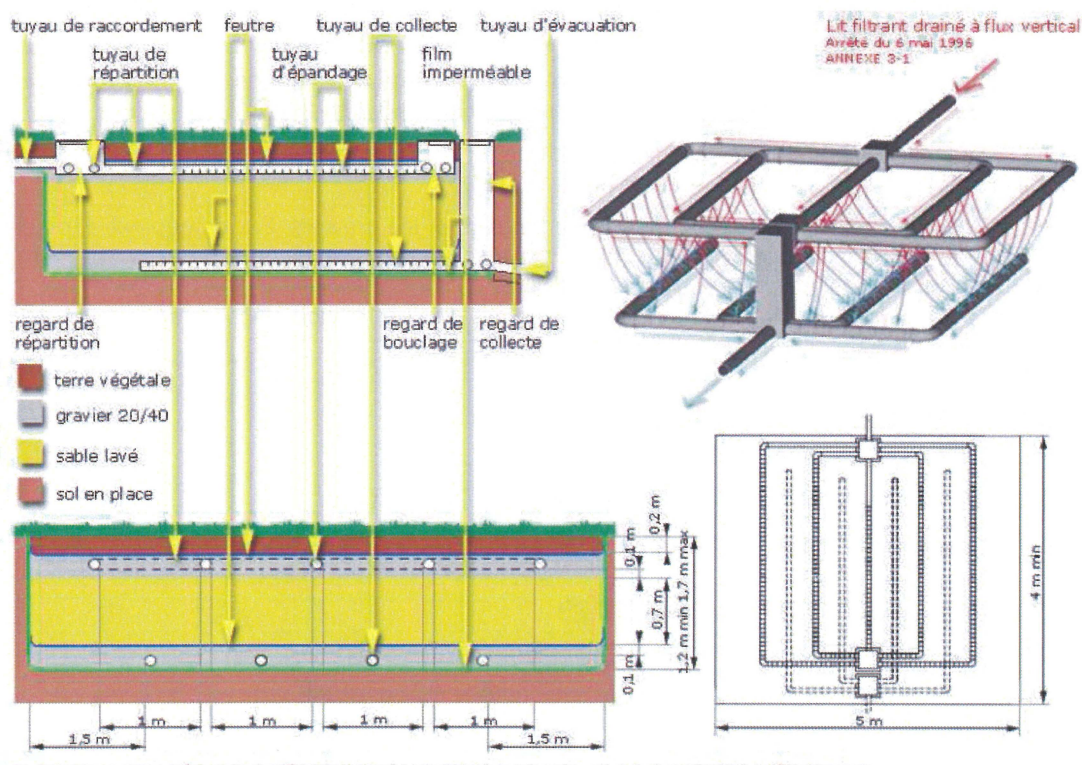 tuyau de raccordement
feutre
tuyau de collecte
tuyau d'évacuation
tuyau de
répartition
tuyau
d'épandage
film
imperméable
Lit filtrant drainé à flux vertical
Arrêté du 6 mai 1996
ANNEXE 3-1
regard de
répartition
regard de
bouclage
regard de
collecte
terre végétale
gravier 20/40
sable lavé
sol en place
0,2 m
0,1 m
0,7 m
0,1 m
1,2 m min 1,7 m max
1 m
1 m
1 m
1 m
1,5 m
1,5 m
4 m min
5 m